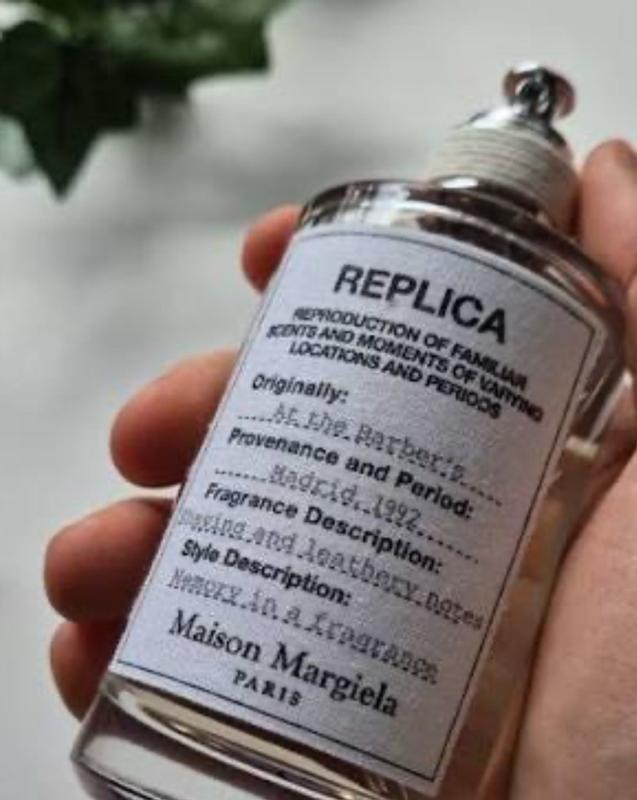 REPLICA
REPRODUCTION OF FAMILIAR
SCENTS AND MOMENTS OF VARYING
LOCATIONS AND PERIODS
Originally:
At the Barber's
Provenance and Period:
Madrid, 1992
Fragrance Description:
Shaving and leathery notes
Style Description:
Memory in a fragrance
Maison Margiela
PARIS